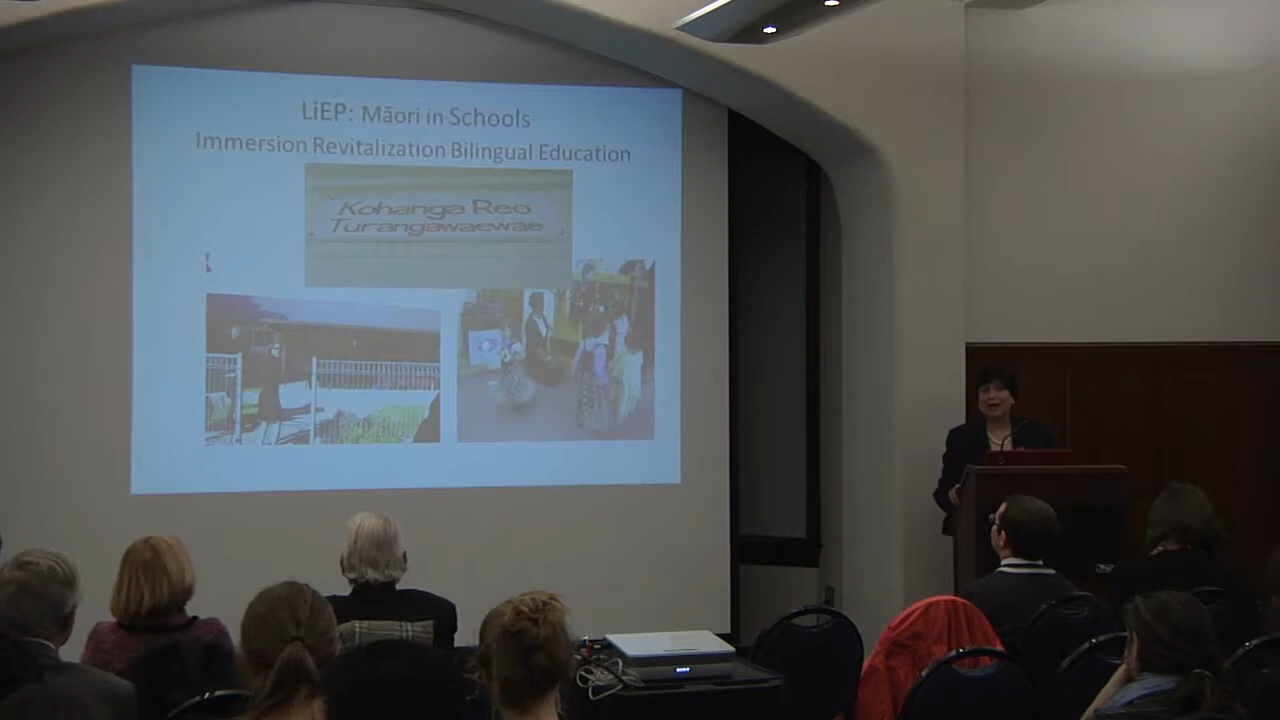 LiEP: Māori in Schools
Immersion Revitalization Bilingual Education
Kohanga Reo
Turangawaewae